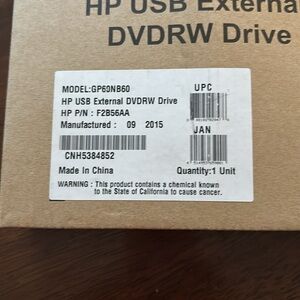 HP USB External
DVDRW Drive
MODEL:GP60NB60
UPC
HP USB External DVDRW Drive
HP P/N : F2B56AA
Manufactured : 09 2015
JAN
CNH5384852
Made In China
Quantity:1 Unit
WARNING : This product contains a chemical known
to the State of California to cause cancer.